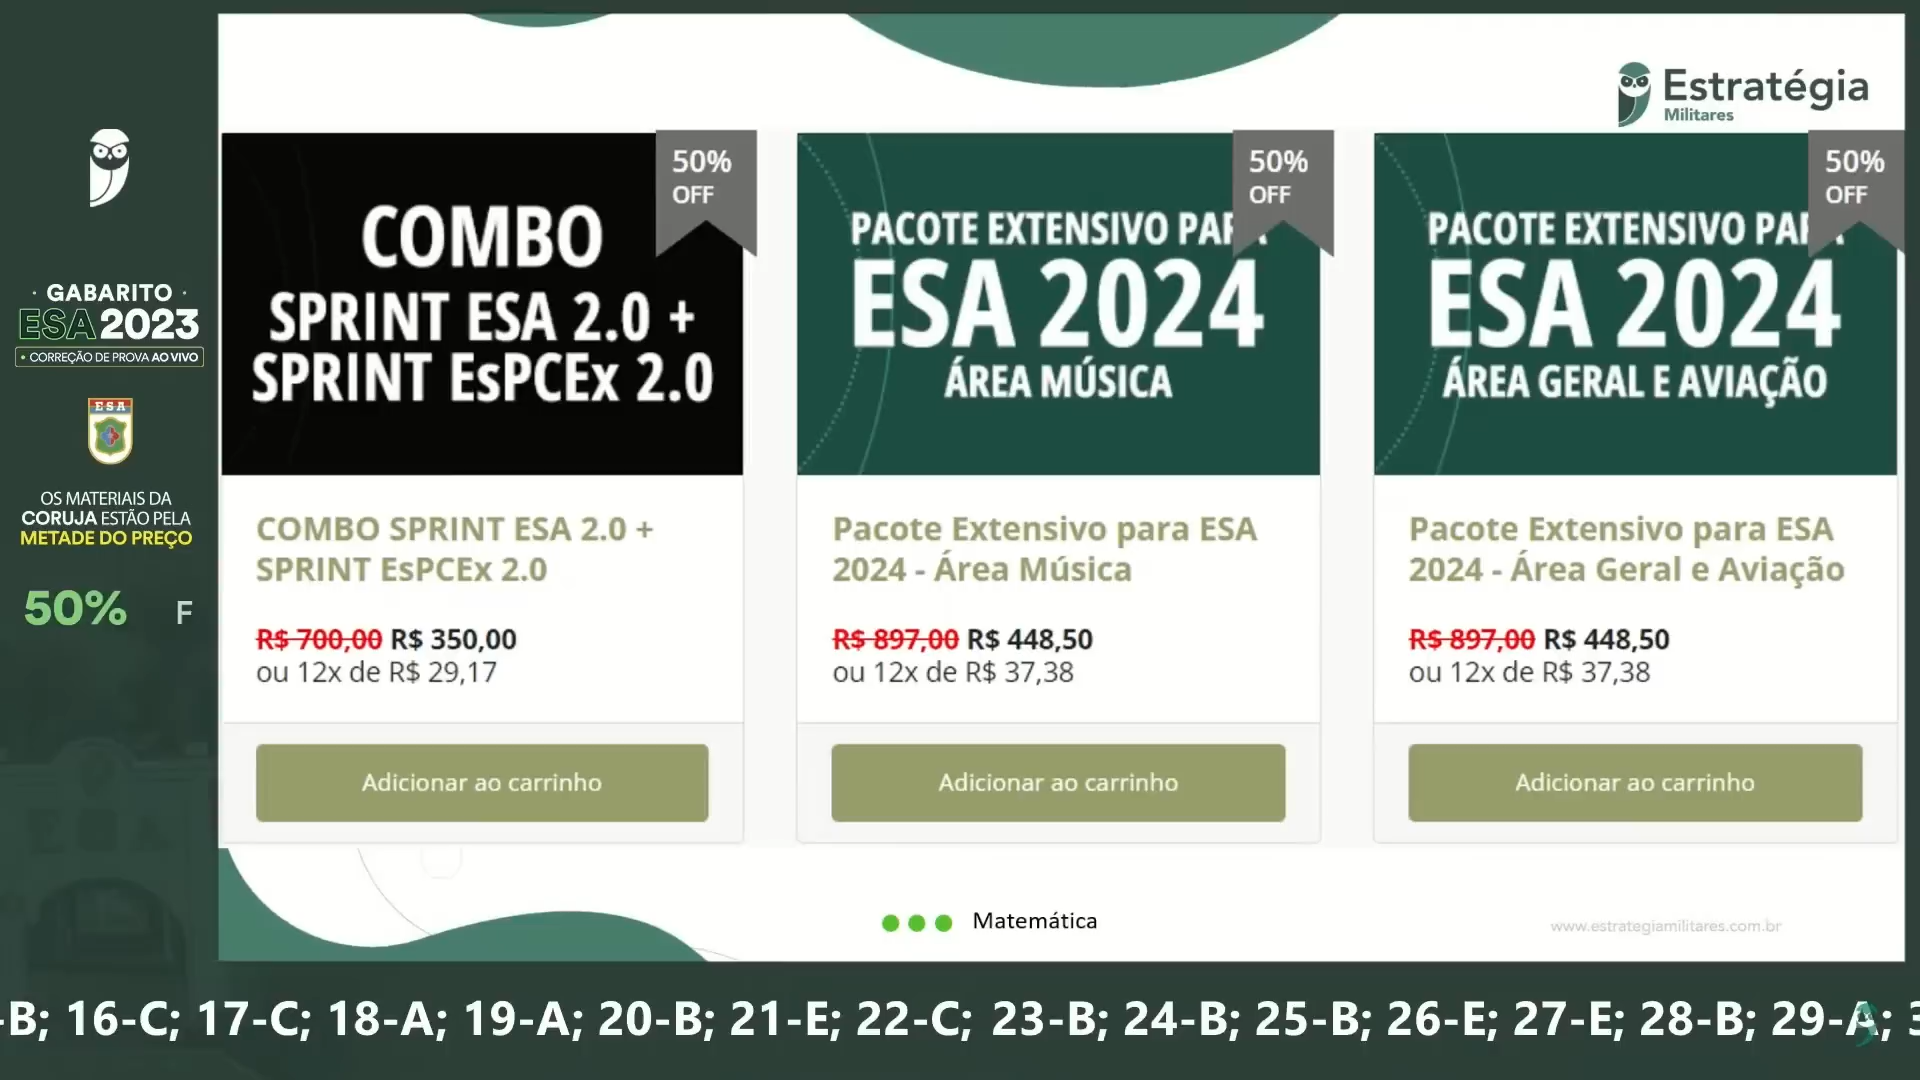 Estratégia
Militares
· GABARITO ·
ESA 2023
• CORREÇÃO DE PROVA AO VIVO
ESA
OS MATERIAIS DA
CORUJA ESTÃO PELA
METADE DO PREÇO
50% F
50%
OFF
COMBO
SPRINT ESA 2.0 +
SPRINT EsPCEx 2.0
COMBO SPRINT ESA 2.0 +
SPRINT EsPCEx 2.0
R$ 700,00 R$ 350,00
ou 12x de R$ 29,17
Adicionar ao carrinho
50%
OFF
PACOTE EXTENSIVO PARA
ESA 2024
ÁREA MÚSICA
Pacote Extensivo para ESA
2024 - Área Música
R$ 897,00 R$ 448,50
ou 12x de R$ 37,38
Adicionar ao carrinho
50%
OFF
PACOTE EXTENSIVO PARA
ESA 2024
ÁREA GERAL E AVIAÇÃO
Pacote Extensivo para ESA
2024 - Área Geral e Aviação
R$ 897,00 R$ 448,50
ou 12x de R$ 37,38
Adicionar ao carrinho
Matemática
www.estrategiamilitares.com.br
-B; 16-C; 17-C; 18-A; 19-A; 20-B; 21-E; 22-C; 23-B; 24-B; 25-B; 26-E; 27-E; 28-B; 29-A;